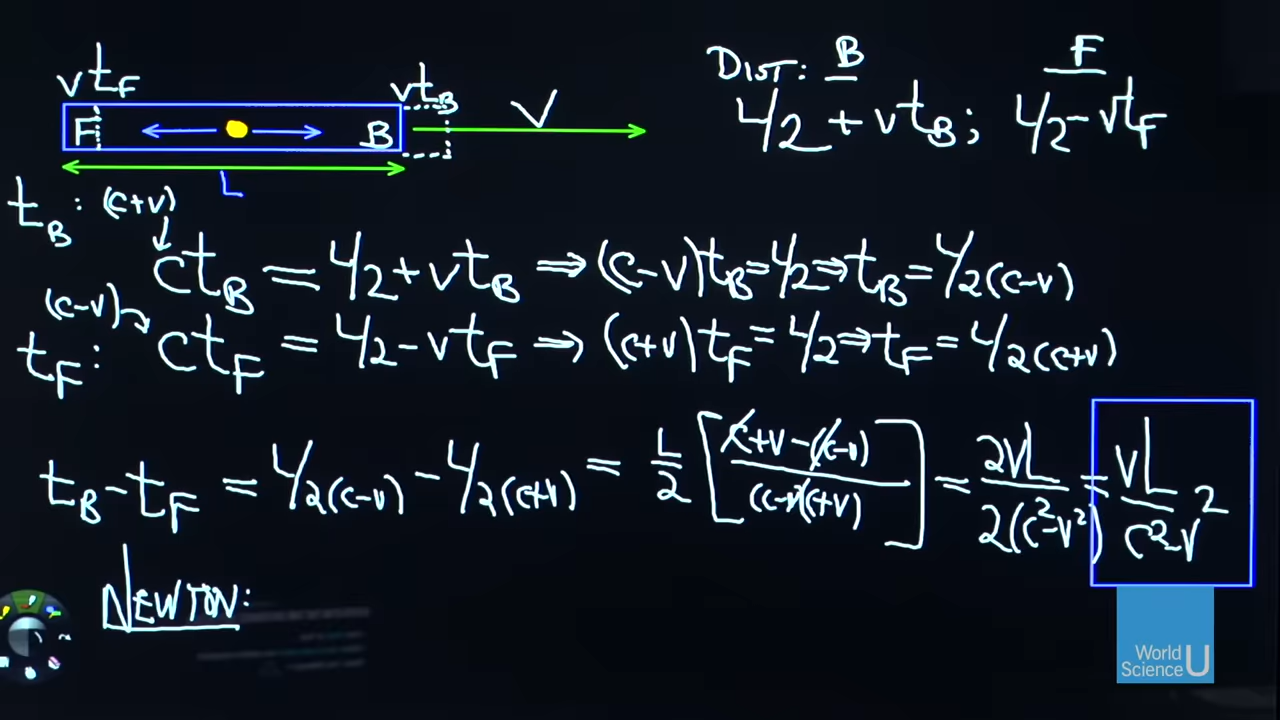 vt_F vt_B V Dist: B F
F B L/2 + vt_B ; L/2 - vt_F
L
t_B : (c+v)
ct_B = L/2 + vt_B ⇒ (c-v)t_B = L/2 ⇒ t_B = L/2(c-v)
(c-v)
t_F : ct_F = L/2 - vt_F ⇒ (c+v)t_F = L/2 ⇒ t_F = L/2(c+v)
t_B - t_F = L/2(c-v) - L/2(c+v) = L/2 [ c+v-(c-v) / (c-v)(c+v) ] = 2vL / 2(c²-v²) = vL / c²-v²
NEWTON:
World
Science U